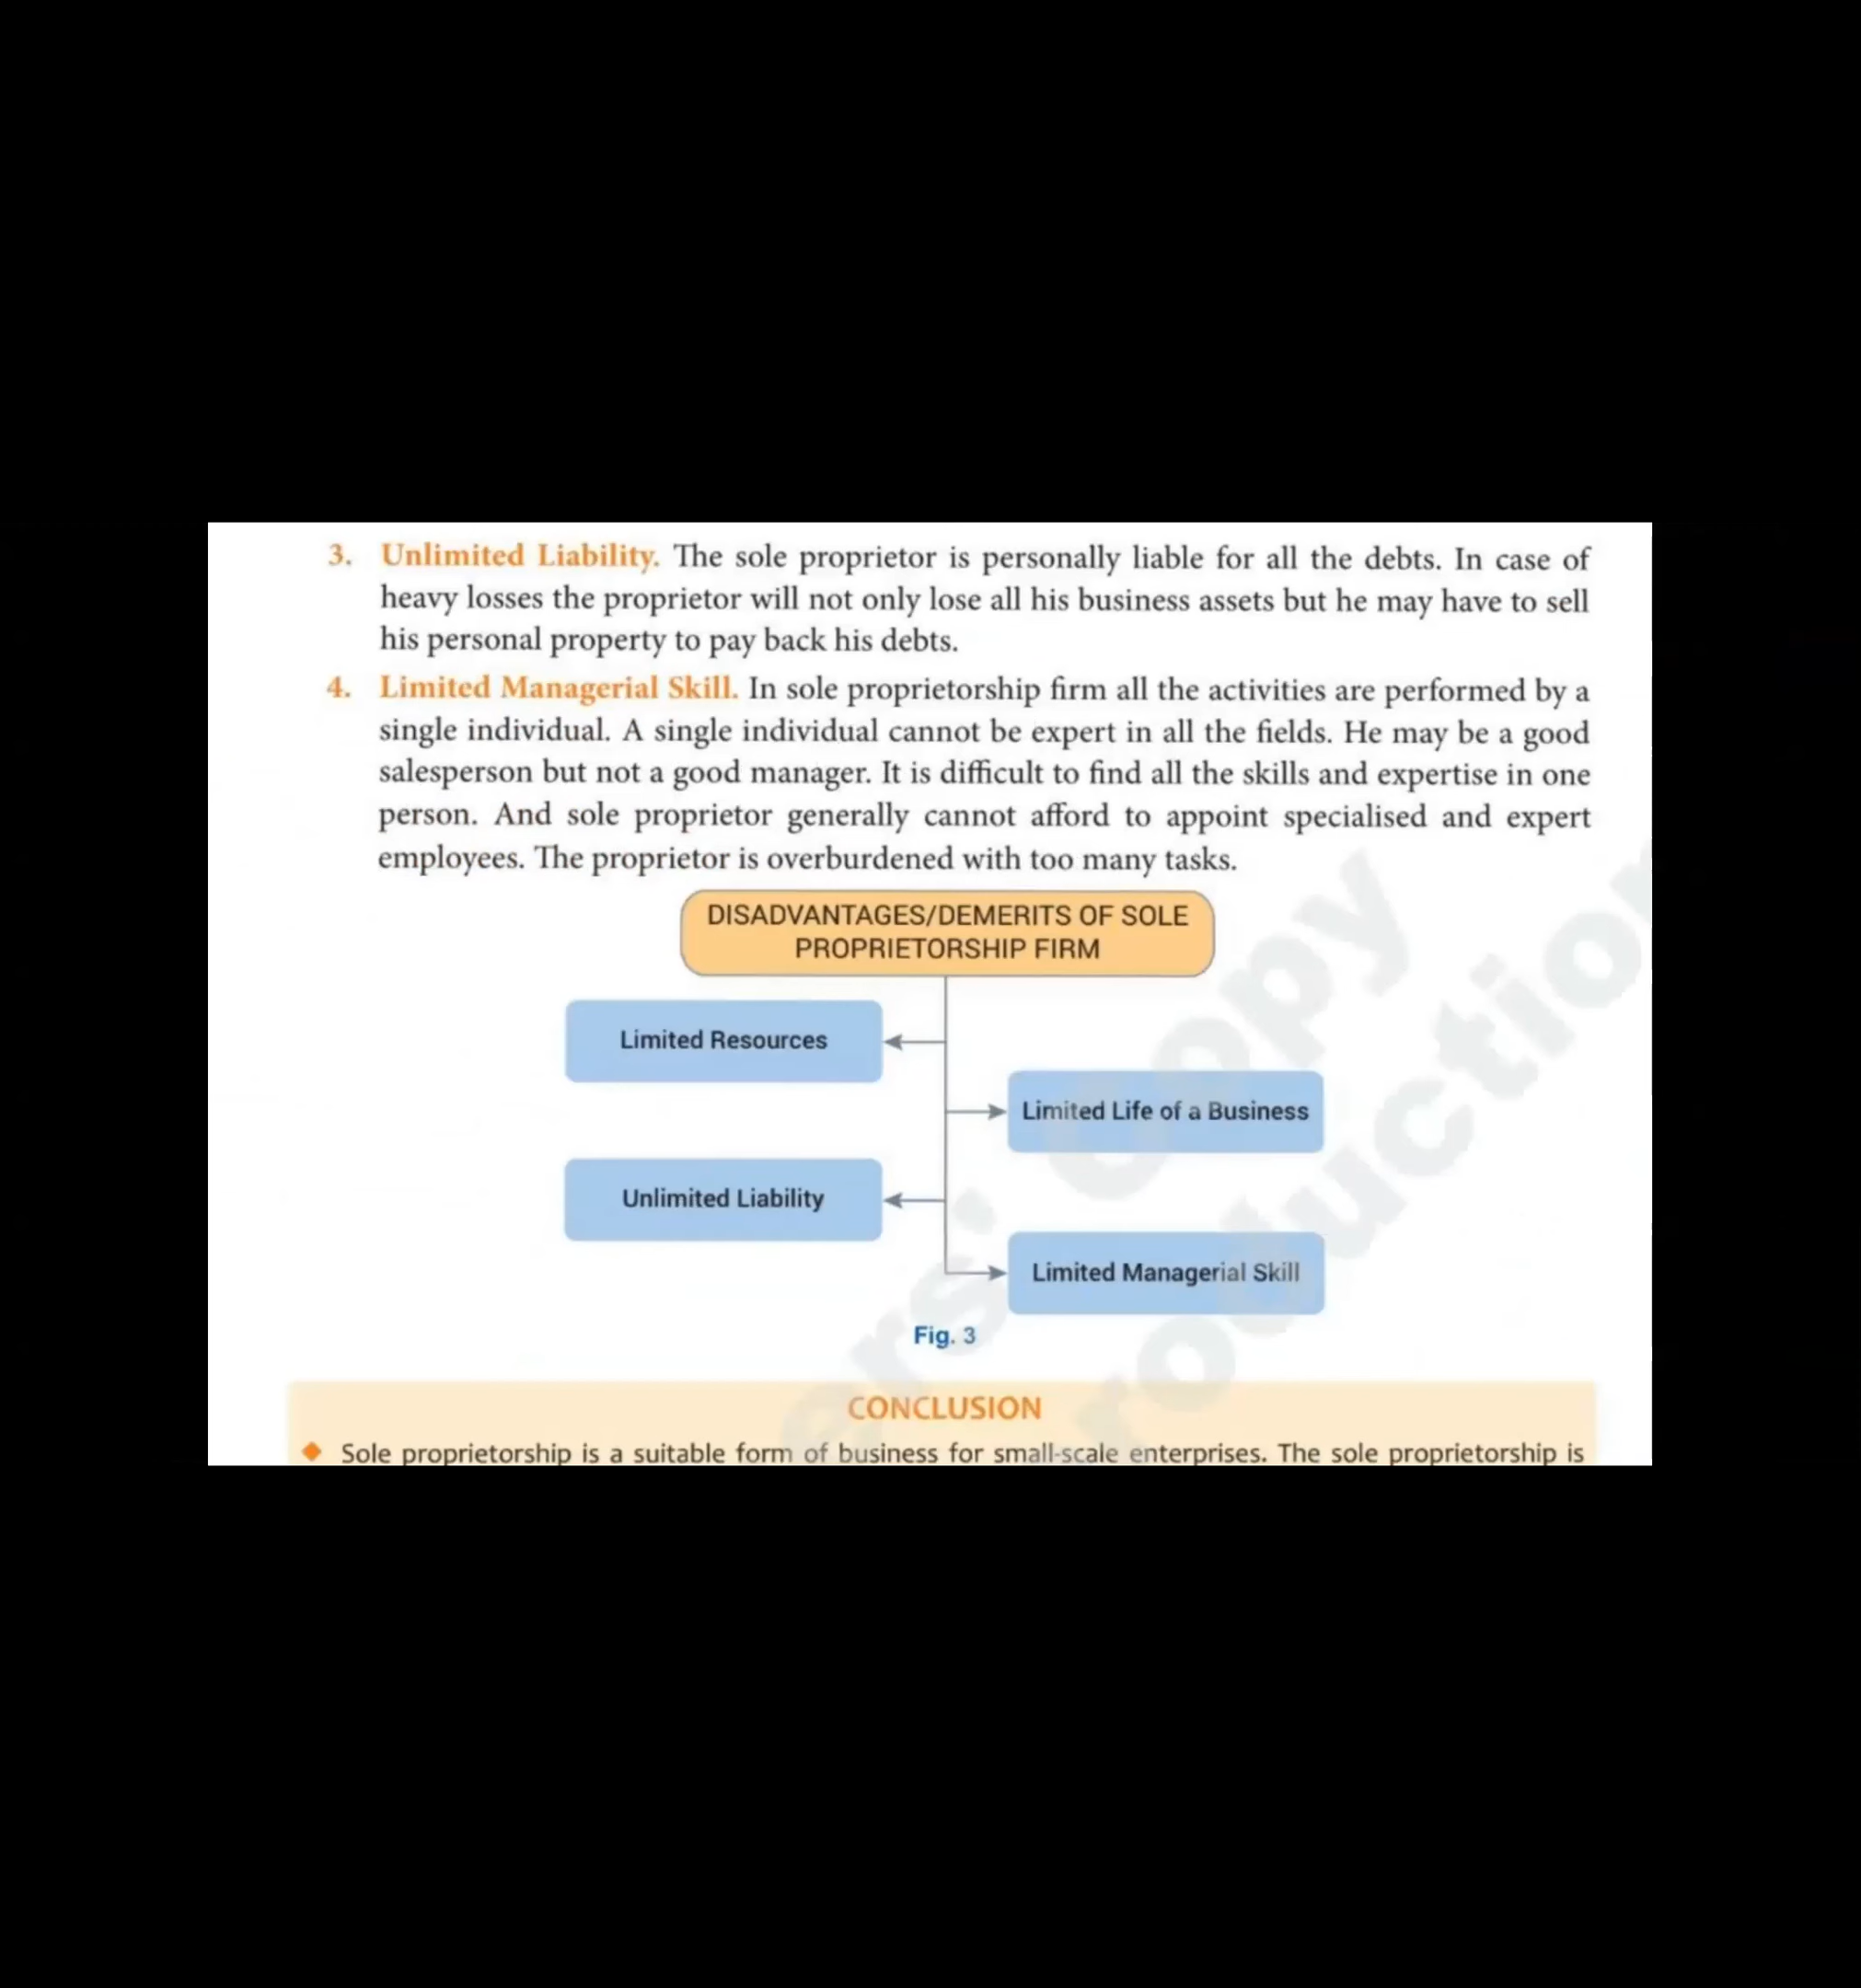 3. Unlimited Liability. The sole proprietor is personally liable for all the debts. In case of
heavy losses the proprietor will not only lose all his business assets but he may have to sell
his personal property to pay back his debts.
4. Limited Managerial Skill. In sole proprietorship firm all the activities are performed by a
single individual. A single individual cannot be expert in all the fields. He may be a good
salesperson but not a good manager. It is difficult to find all the skills and expertise in one
person. And sole proprietor generally cannot afford to appoint specialised and expert
employees. The proprietor is overburdened with too many tasks.
DISADVANTAGES/DEMERITS OF SOLE
PROPRIETORSHIP FIRM
Limited Resources
Limited Life of a Business
Unlimited Liability
Limited Managerial Skill
Fig. 3
CONCLUSION
◆ Sole proprietorship is a suitable form of business for small-scale enterprises. The sole proprietorship is
ers' Copy
roduction